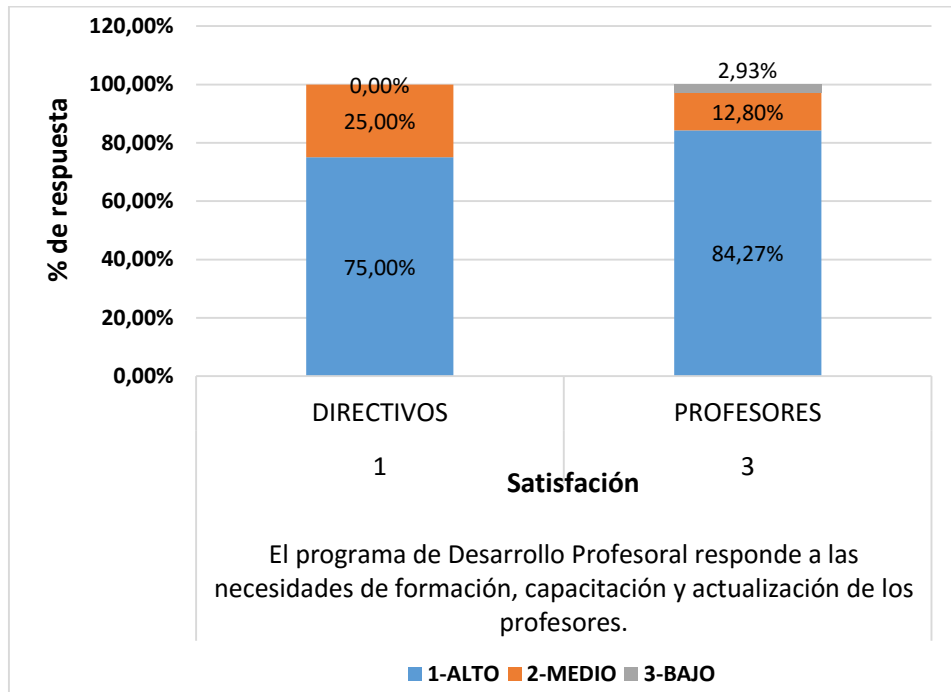 120,00%
100,00%
80,00%
60,00%
40,00%
20,00%
0,00%
% de respuesta
0,00%
25,00%
75,00%
2,93%
12,80%
84,27%
DIRECTIVOS
PROFESORES
1
3
Satisfación
El programa de Desarrollo Profesoral responde a las
necesidades de formación, capacitación y actualización de los
profesores.
1-ALTO 2-MEDIO 3-BAJO